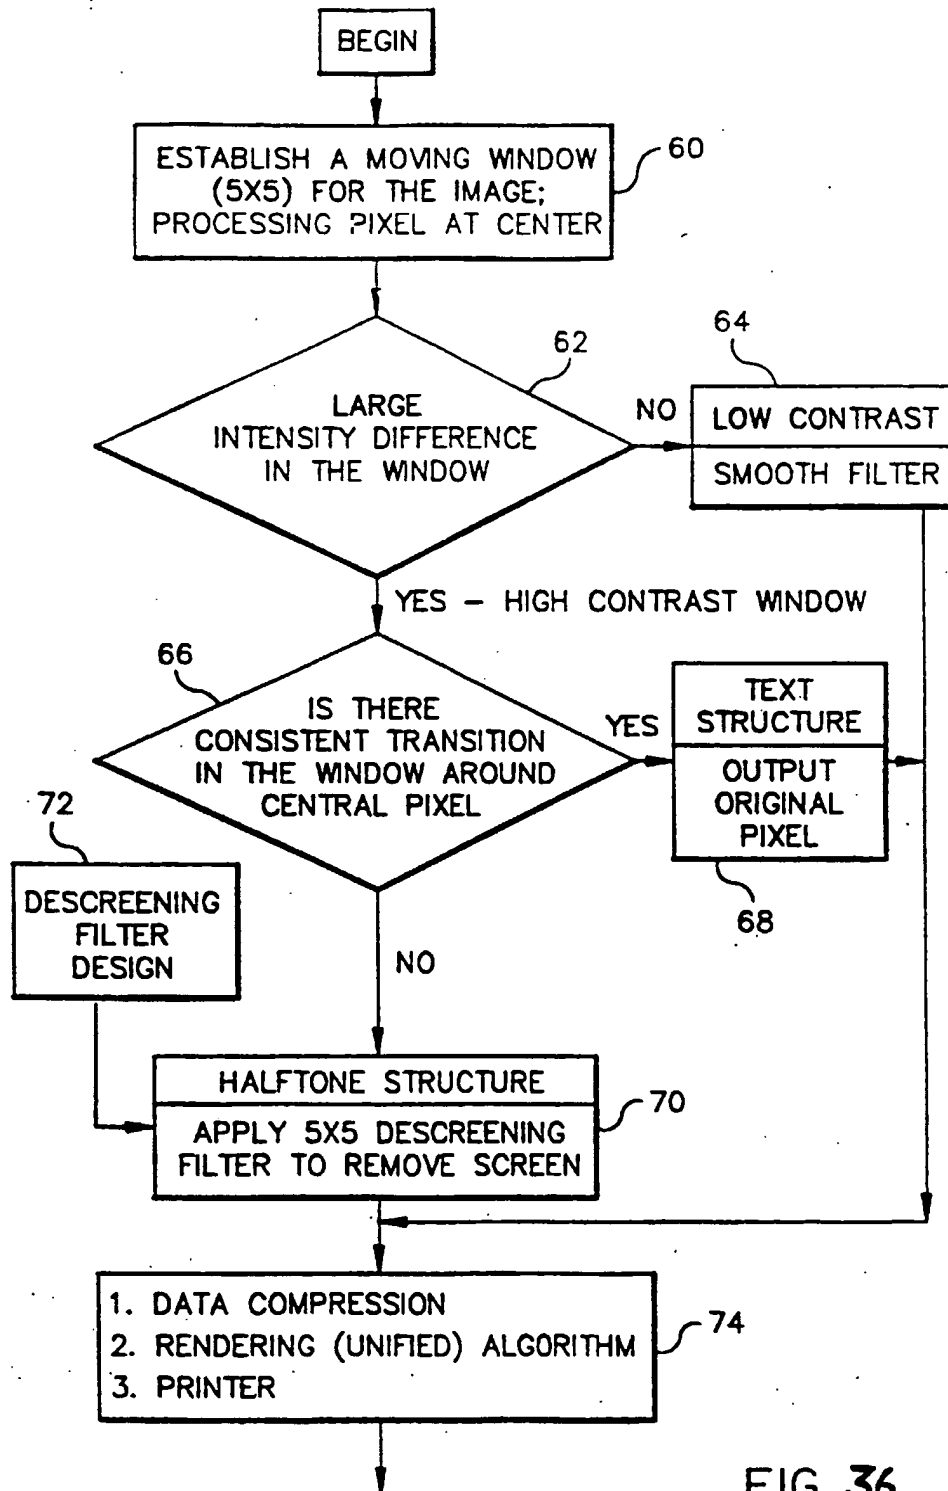 BEGIN
ESTABLISH A MOVING WINDOW
(5X5) FOR THE IMAGE;
PROCESSING PIXEL AT CENTER
60
LARGE
INTENSITY DIFFERENCE
IN THE WINDOW
62
NO
64
LOW CONTRAST
SMOOTH FILTER
YES – HIGH CONTRAST WINDOW
66
IS THERE
CONSISTENT TRANSITION
IN THE WINDOW AROUND
CENTRAL PIXEL
YES
TEXT
STRUCTURE
OUTPUT
ORIGINAL
PIXEL
68
72
DESCREENING
FILTER
DESIGN
NO
HALFTONE STRUCTURE
APPLY 5X5 DESCREENING
FILTER TO REMOVE SCREEN
70
1. DATA COMPRESSION
2. RENDERING (UNIFIED) ALGORITHM
3. PRINTER
74
FIG. 36